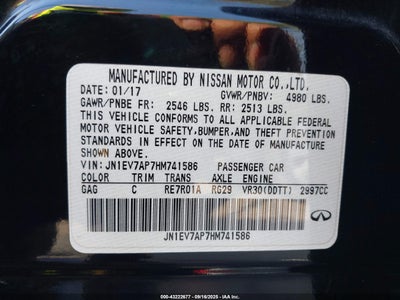 MANUFACTURED BY NISSAN MOTOR CO.,LTD.
DATE: 01/17 GVWR/PNBV: 4980 LBS.
GAWR/PNBE FR: 2546 LBS. RR: 2513 LBS.
THIS VEHICLE CONFORMS TO ALL APPLICABLE FEDERAL
MOTOR VEHICLE SAFETY,BUMPER,AND THEFT PREVENTION
STANDARDS IN EFFECT ON THE DATE OF MANUFACTURE
SHOWN ABOVE.
VIN: JN1EV7AP7HM741586 PASSENGER CAR
COLOR TRIM TRANS AXLE ENGINE
GAG C RE7R01A RG29 VR30(DDTT) 2997CC
JN1EV7AP7HM741586
INFINITI
ID: 000-43222677 - 09/18/2025 - IAA Inc.